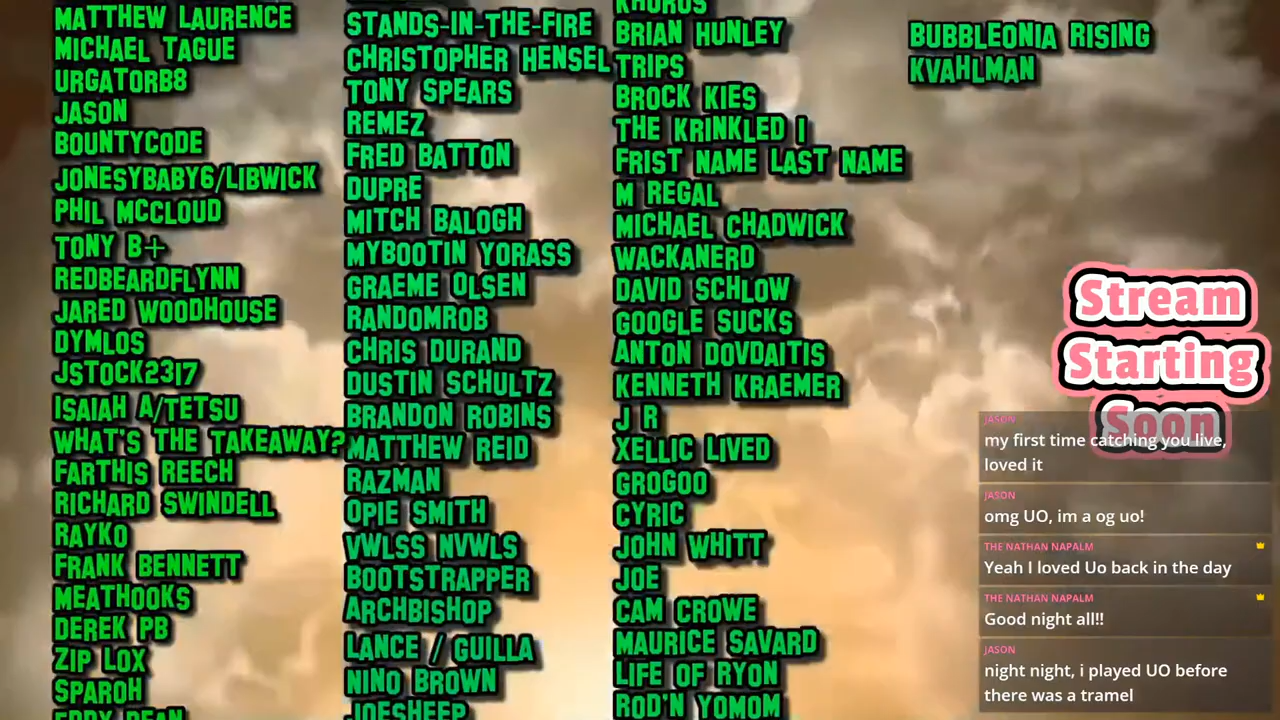 MATTHEW LAURENCE
MICHAEL TAGUE
URGATORB8
JASON
BOUNTYCODE
JONESYBABY6/LIBWICK
PHIL MCCLOUD
TONY B+
REDBEARDFLYNN
JARED WOODHOUSE
DYMLOS
JSTOCK2317
ISAIAH A/TETSU
WHAT'S THE TAKEAWAY?
FARTHIS REECH
RICHARD SWINDELL
RAYKO
FRANK BENNETT
MEATHOOKS
DEREK PB
ZIP LOX
SPAROH
STANDS-IN-THE-FIRE
CHRISTOPHER HENSEL
TONY SPEARS
REMEZ
FRED BATTON
DUPRE
MITCH BALOGH
MYBOOTIN YORASS
GRAEME OLSEN
RANDOMROB
CHRIS DURAND
DUSTIN SCHULTZ
BRANDON ROBINS
MATTHEW REID
RAZMAN
OPIE SMITH
VWLSS NVWLS
BOOTSTRAPPER
ARCHBISHOP
LANCE / GUILLA
NINO BROWN
JOESHEEP
KHORUS
BRIAN HUNLEY
TRIPS
BROCK KIES
THE KRINKLED 1
FRIST NAME LAST NAME
M REGAL
MICHAEL CHADWICK
WACKANERD
DAVID SCHLOW
GOOGLE SUCKS
ANTON DOVDAITIS
KENNETH KRAEMER
J R
XELLIC LIVED
GROGOO
CYRIC
JOHN WHITT
JOE
CAM CROWE
MAURICE SAVARD
LIFE OF RYON
ROD'N YOMOM
BUBBLEONIA RISING
KVAHLMAN
Stream
Starting
Soon
JASON
my first time catching you live,
loved it
JASON
omg UO, im a og uo!
THE NATHAN NAPALM
Yeah I loved Uo back in the day
THE NATHAN NAPALM
Good night all!!
JASON
night night, i played UO before
there was a tramel